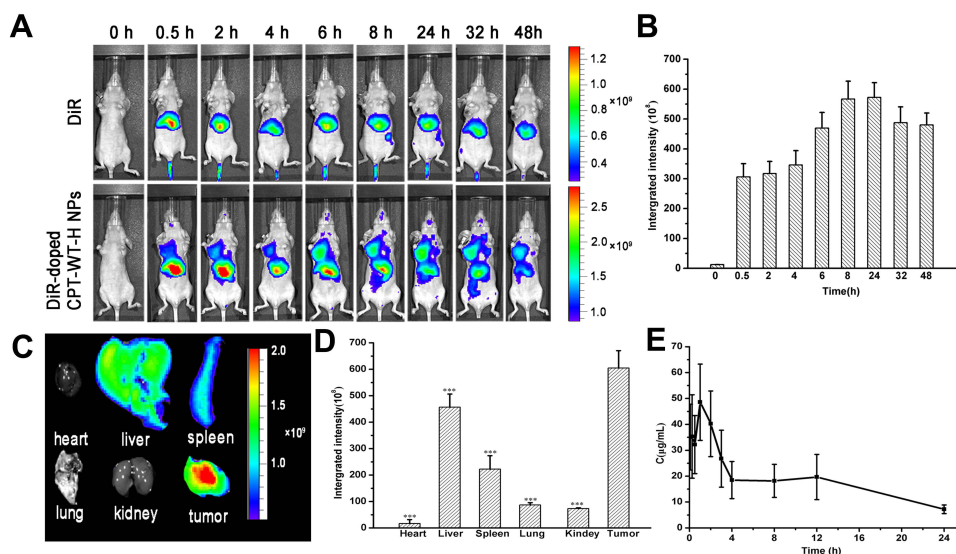 A
0 h 0.5 h 2 h 4 h 6 h 8 h 24 h 32 h 48h
DiR
1.2
1.0
0.8
0.6
0.4
×10⁹
DiR-doped
CPT-WT-H NPs
2.5
2.0
1.5
1.0
×10⁹
B
Intergrated intensity (10⁸)
700
600
500
400
300
200
100
0
0 0.5 2 4 6 8 24 32 48
Time(h)
C
heart liver spleen
lung kidney tumor
2.0
1.5
1.0
×10⁹
D
Intergrated intensity(10⁸)
700
600
500
400
300
200
100
0
*** *** *** *** ***
Heart Liver Spleen Lung Kindey Tumor
E
C(μg/mL)
70
60
50
40
30
20
10
0
0 4 8 12 16 20 24
Time (h)